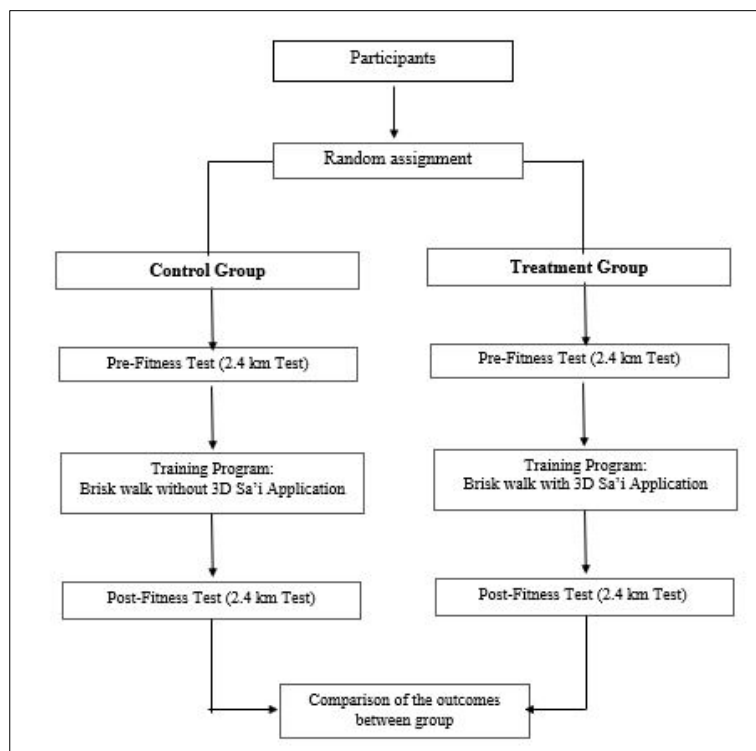 Participants
Random assignment
Control Group
Treatment Group
Pre-Fitness Test (2.4 km Test)
Pre-Fitness Test (2.4 km Test)
Training Program:
Brisk walk without 3D Sa'i Application
Training Program:
Brisk walk with 3D Sa'i Application
Post-Fitness Test (2.4 km Test)
Post-Fitness Test (2.4 km Test)
Comparison of the outcomes
between group